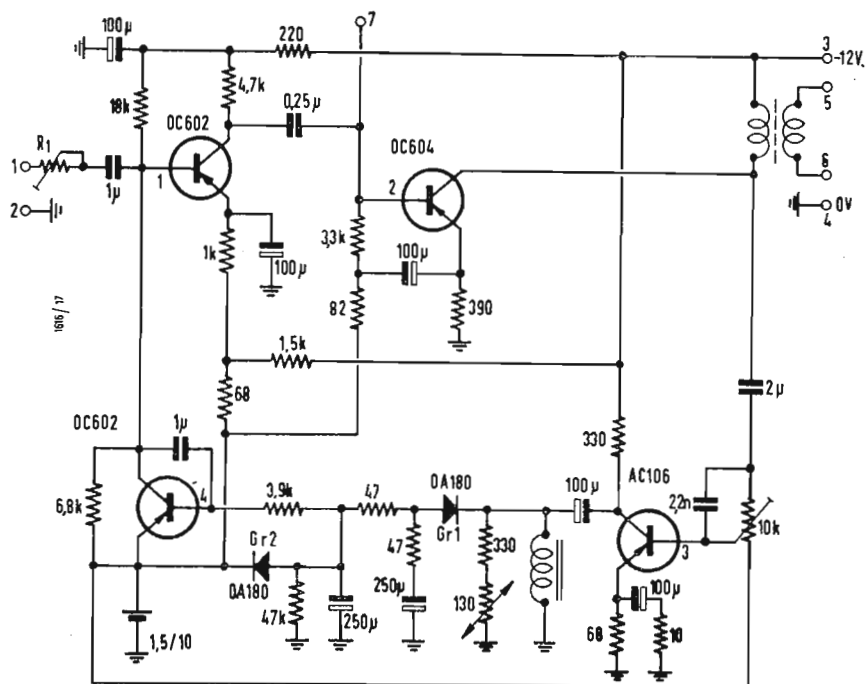 7
100µ
220
3
-12V
18k
4,7k
0,25µ
5
R1
OC602
OC604
1
1µ
1
2
6
2
0V
4
1k
100µ
3,3k
100µ
82
390
1616/17
1,5k
68
2µ
OC602
1µ
330
6,8k
4
3,9k
47
OA180
100µ
AC106
2,2n
10k
Gr2
Gr1
3
OA180
47
330
47k
250µ
250µ
130
100µ
68
10
1,5/10